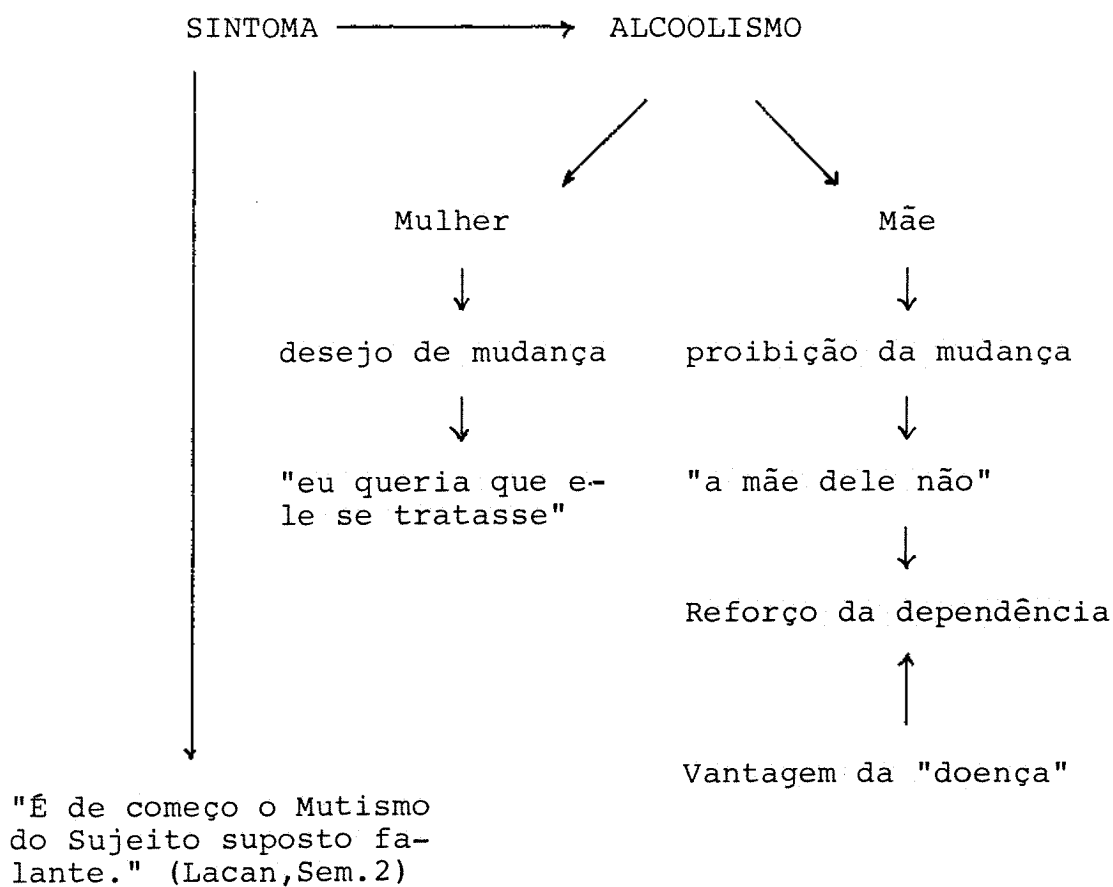 SINTOMA ALCOOLISMO
Mulher Mãe
desejo de mudança proibição da mudança
"eu queria que e- "a mãe dele não"
le se tratasse"
Reforço da dependência
Vantagem da "doença"
"É de começo o Mutismo
do Sujeito suposto fa-
lante." (Lacan,Sem.2)